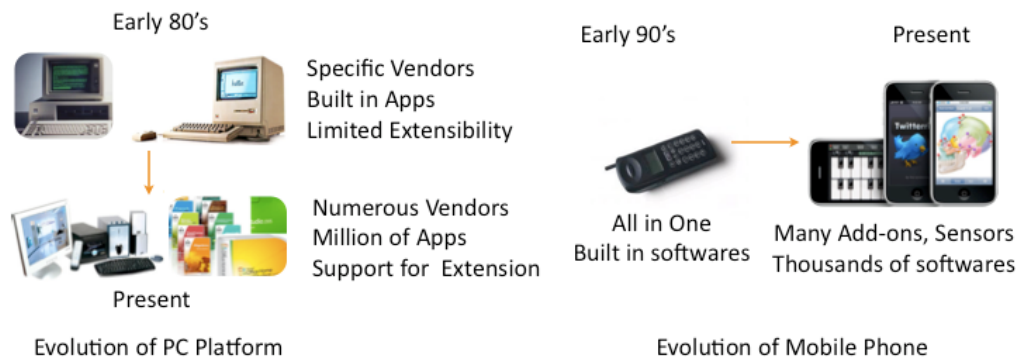 Early 80's
Specific Vendors
Built in Apps
Limited Extensibility
Numerous Vendors
Million of Apps
Support for  Extension
Present
Evolution of PC Platform
Early 90's
Present
Twitter
All in One
Built in softwares
Many Add-ons, Sensors
Thousands of softwares
Evolution of Mobile Phone